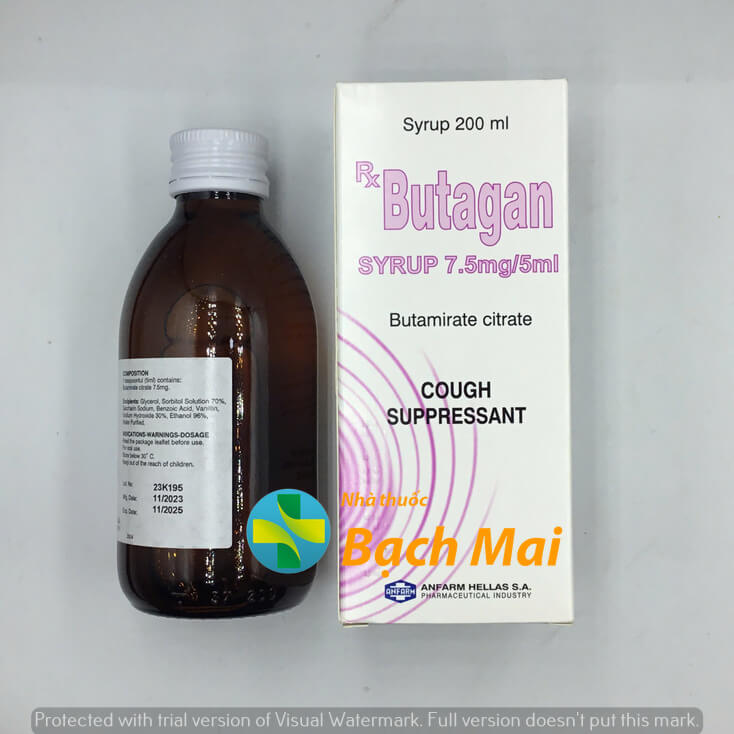 Syrup 200 ml
Rx Butagan
SYRUP 7.5mg/5ml
Butamirate citrate
COUGH
SUPPRESSANT
ANFARM
ANFARM HELLAS S.A.
PHARMACEUTICAL INDUSTRY
COMPOSITION
teaspoonful (5ml) contains:
Butamirate citrate 7.5mg.
Excipients: Glycerol, Sorbitol Solution 70%,
Saccharin Sodium, Benzoic Acid, Vanillin,
Sodium Hydroxide 30%, Ethanol 96%,
Water Purified.
INDICATIONS-WARNINGS-DOSAGE
Read the package leaflet before use.
For oral use.
Store below 30° C.
Keep out of the reach of children.
Lot No: 23K195
Mfg. Date: 11/2023
Exp. Date: 11/2025
Nhà thuốc
Bạch Mai
Protected with trial version of Visual Watermark. Full version doesn't put this mark.